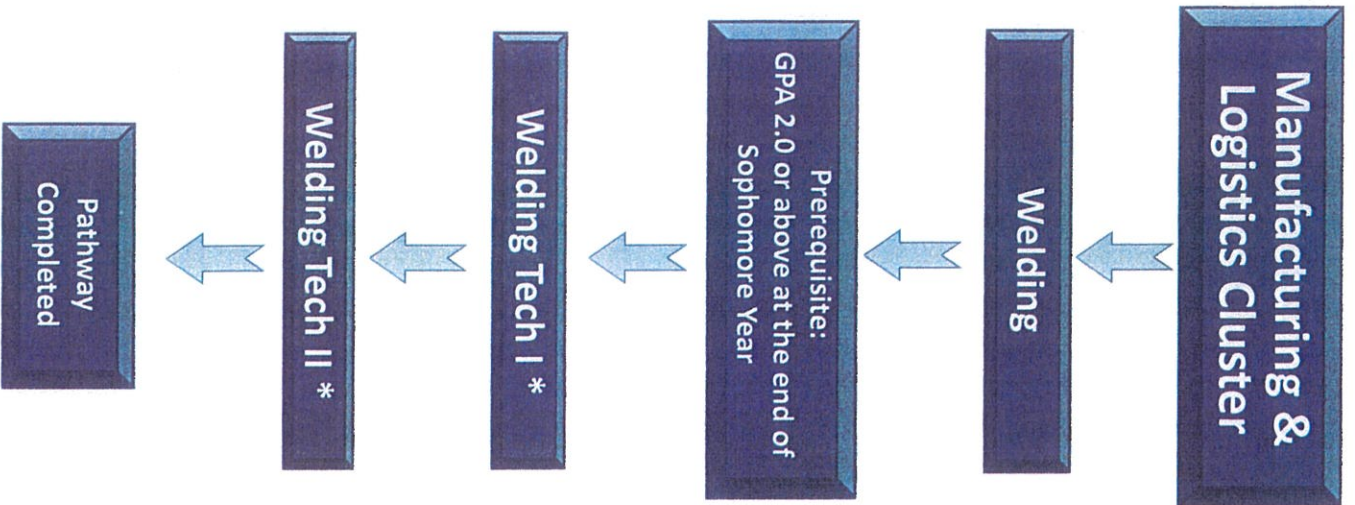 Manufacturing &
Logistics Cluster
Welding
Prerequisite:
GPA 2.0 or above at the end of
Sophomore Year
Welding Tech I *
Welding Tech II *
Pathway
Completed